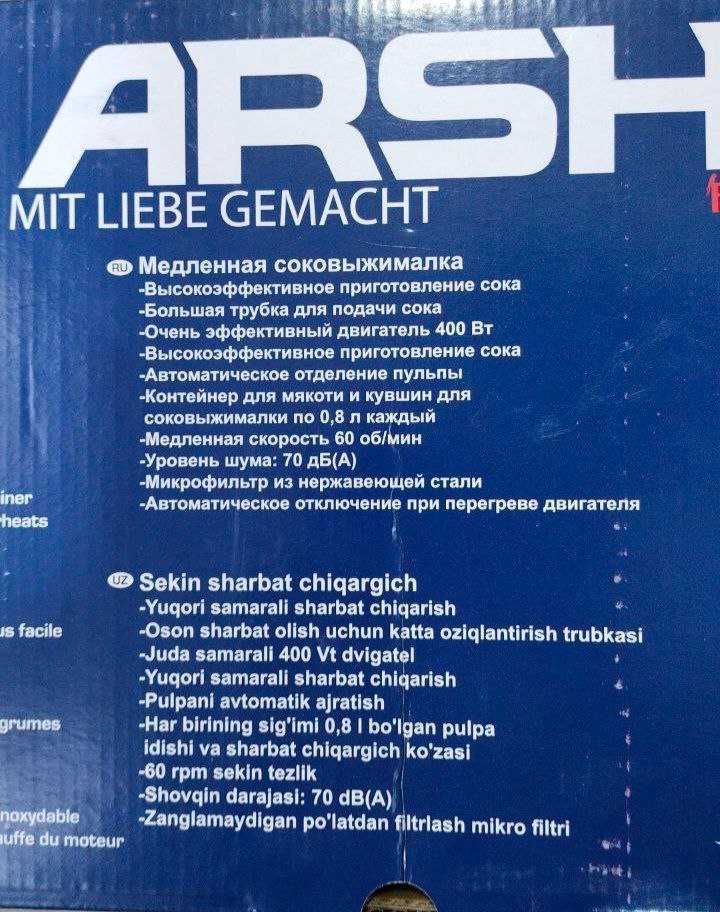 ARSH
MIT LIEBE GEMACHT
RU Медленная соковыжималка
-Высокоэффективное приготовление сока
-Большая трубка для подачи сока
-Очень эффективный двигатель 400 Вт
-Высокоэффективное приготовление сока
-Автоматическое отделение пульпы
-Контейнер для мякоти и кувшин для
соковыжималки по 0,8 л каждый
-Медленная скорость 60 об/мин
-Уровень шума: 70 дБ(А)
-Микрофильтр из нержавеющей стали
-Автоматическое отключение при перегреве двигателя
iner
heats
UZ Sekin sharbat chiqargich
-Yuqori samarali sharbat chiqarish
-Oson sharbat olish uchun katta oziqlantirish trubkasi
-Juda samarali 400 Vt dvigatel
-Yuqori samarali sharbat chiqarish
-Pulpani avtomatik ajratish
-Har birining sig'imi 0,8 l bo'lgan pulpa
idishi va sharbat chiqargich ko'zasi
-60 rpm sekin tezlik
-Shovqin darajasi: 70 dB(A)
-Zanglamaydigan po'latdan filtrlash mikro filtri
us facile
grumes
noxydable
auffe du moteur